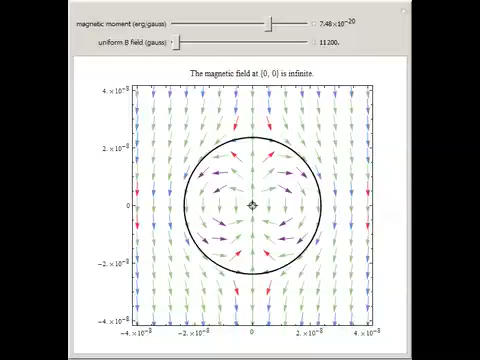 magnetic moment (erg/gauss) 7.48×10⁻²⁰
uniform B field (gauss) 11200.
The magnetic field at {0, 0} is infinite.
4.×10⁻⁸
2.×10⁻⁸
0
−2.×10⁻⁸
−4.×10⁻⁸
−4.×10⁻⁸ −2.×10⁻⁸ 0 2.×10⁻⁸ 4.×10⁻⁸